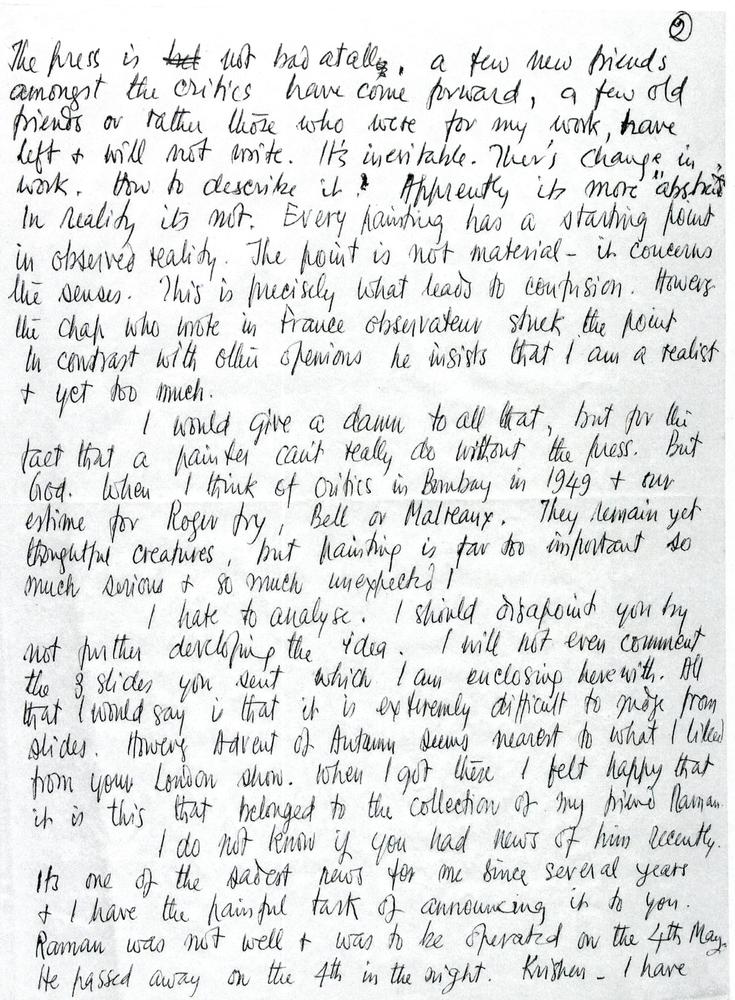 2
The press is not bad atall, a few new friends
amongst the critics have come forward, a few old
friends or rather those who were for my work, have
left + will not write. It's inevitable. Ther's change in
work. How to describe it? Apprently its more "abstract"
In reality its not. Every painting has a starting point
in observed reality. The point is not material - it concerns
the senses. This is precisely what leads to confusion. Howevr
the chap who wrote in France observateur struck the point
In contrast with other openions he insists that I am a realist
+ yet too much.
I would give a damn to all that, but for the
fact that a painter can't really do without the press. But
God. When I think of critics in Bombay in 1949 + our
estime for Roger Fry, Bell or Malreaux. They remain yet
thoughtful creatures, but painting is far too important so
much serious + so much unexpected!
I hate to analyse. I should disapoint you by
not further developing the idea. I will not even comment
the 3 slides you sent which I am enclosing herewith. All
that I would say is that it is exteremly difficult to judge from
slides. Howevr Advent of Autumn seems nearest to what I liked
from your London show. When I got these I felt happy that
it is this that belonged to the collection of my friend Raman.
I do not know if you had news of him recently.
Its one of the sadest news for me since several years
+ I have the painful task of announcing it to you.
Raman was not well + was to be operated on the 4th May.
He passed away on the 4th in the night. Krishen - I have